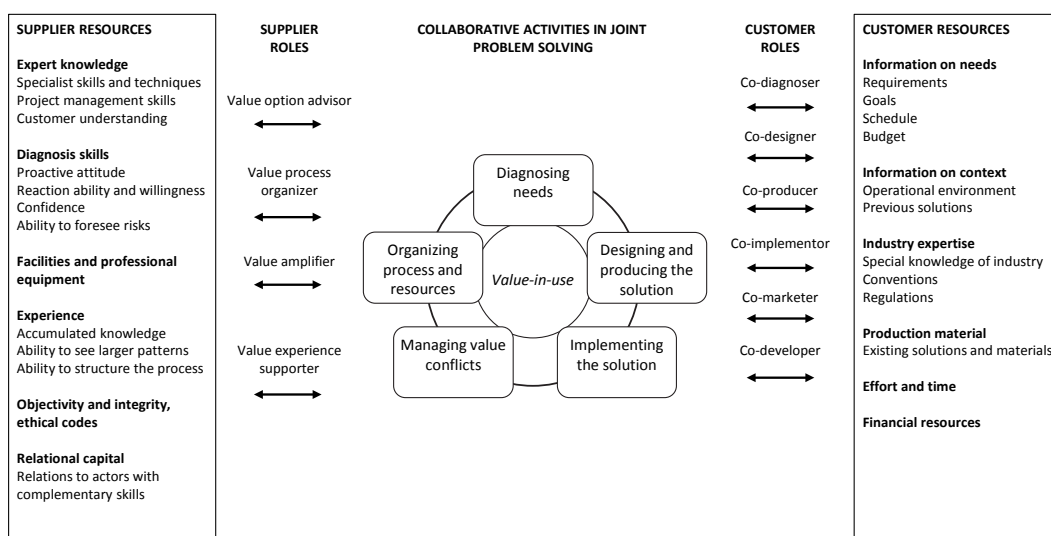 SUPPLIER RESOURCES
Expert knowledge
Specialist skills and techniques
Project management skills
Customer understanding
Diagnosis skills
Proactive attitude
Reaction ability and willingness
Confidence
Ability to foresee risks
Facilities and professional
equipment
Experience
Accumulated knowledge
Ability to see larger patterns
Ability to structure the process
Objectivity and integrity,
ethical codes
Relational capital
Relations to actors with
complementary skills
SUPPLIER
ROLES
Value option advisor
Value process
organizer
Value amplifier
Value experience
supporter
COLLABORATIVE ACTIVITIES IN JOINT
PROBLEM SOLVING
Diagnosing
needs
Organizing
process and
resources
Value-in-use
Designing and
producing the
solution
Managing value
conflicts
Implementing
the solution
CUSTOMER
ROLES
Co-diagnoser
Co-designer
Co-producer
Co-implementor
Co-marketer
Co-developer
CUSTOMER RESOURCES
Information on needs
Requirements
Goals
Schedule
Budget
Information on context
Operational environment
Previous solutions
Industry expertise
Special knowledge of industry
Conventions
Regulations
Production material
Existing solutions and materials
Effort and time
Financial resources